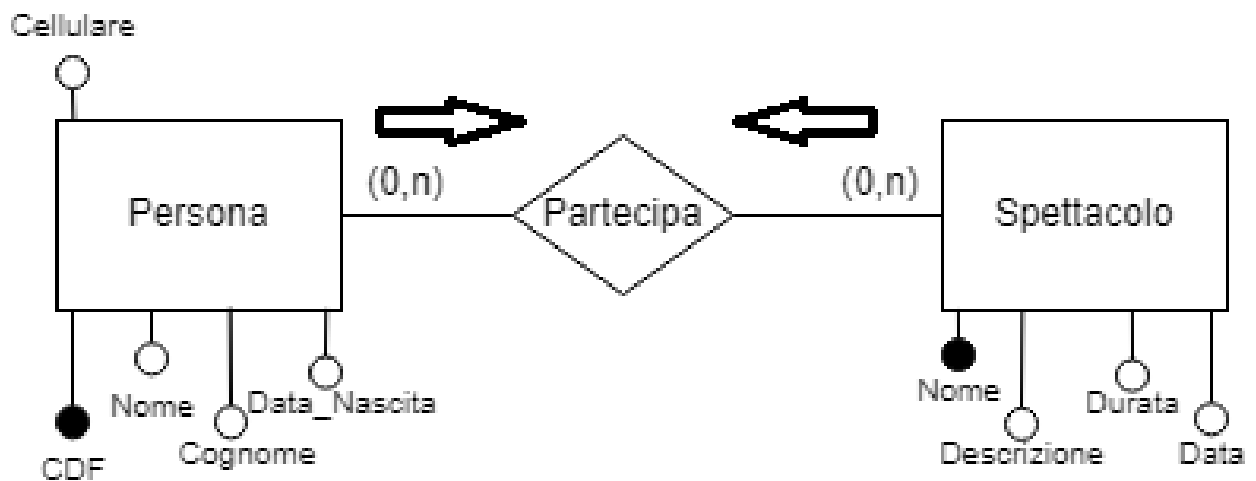 Cellulare
(0,n)
(0,n)
Persona
Partecipa
Spettacolo
Nome
Data_Nascita
Cognome
CDF
Nome
Durata
Descrizione
Data